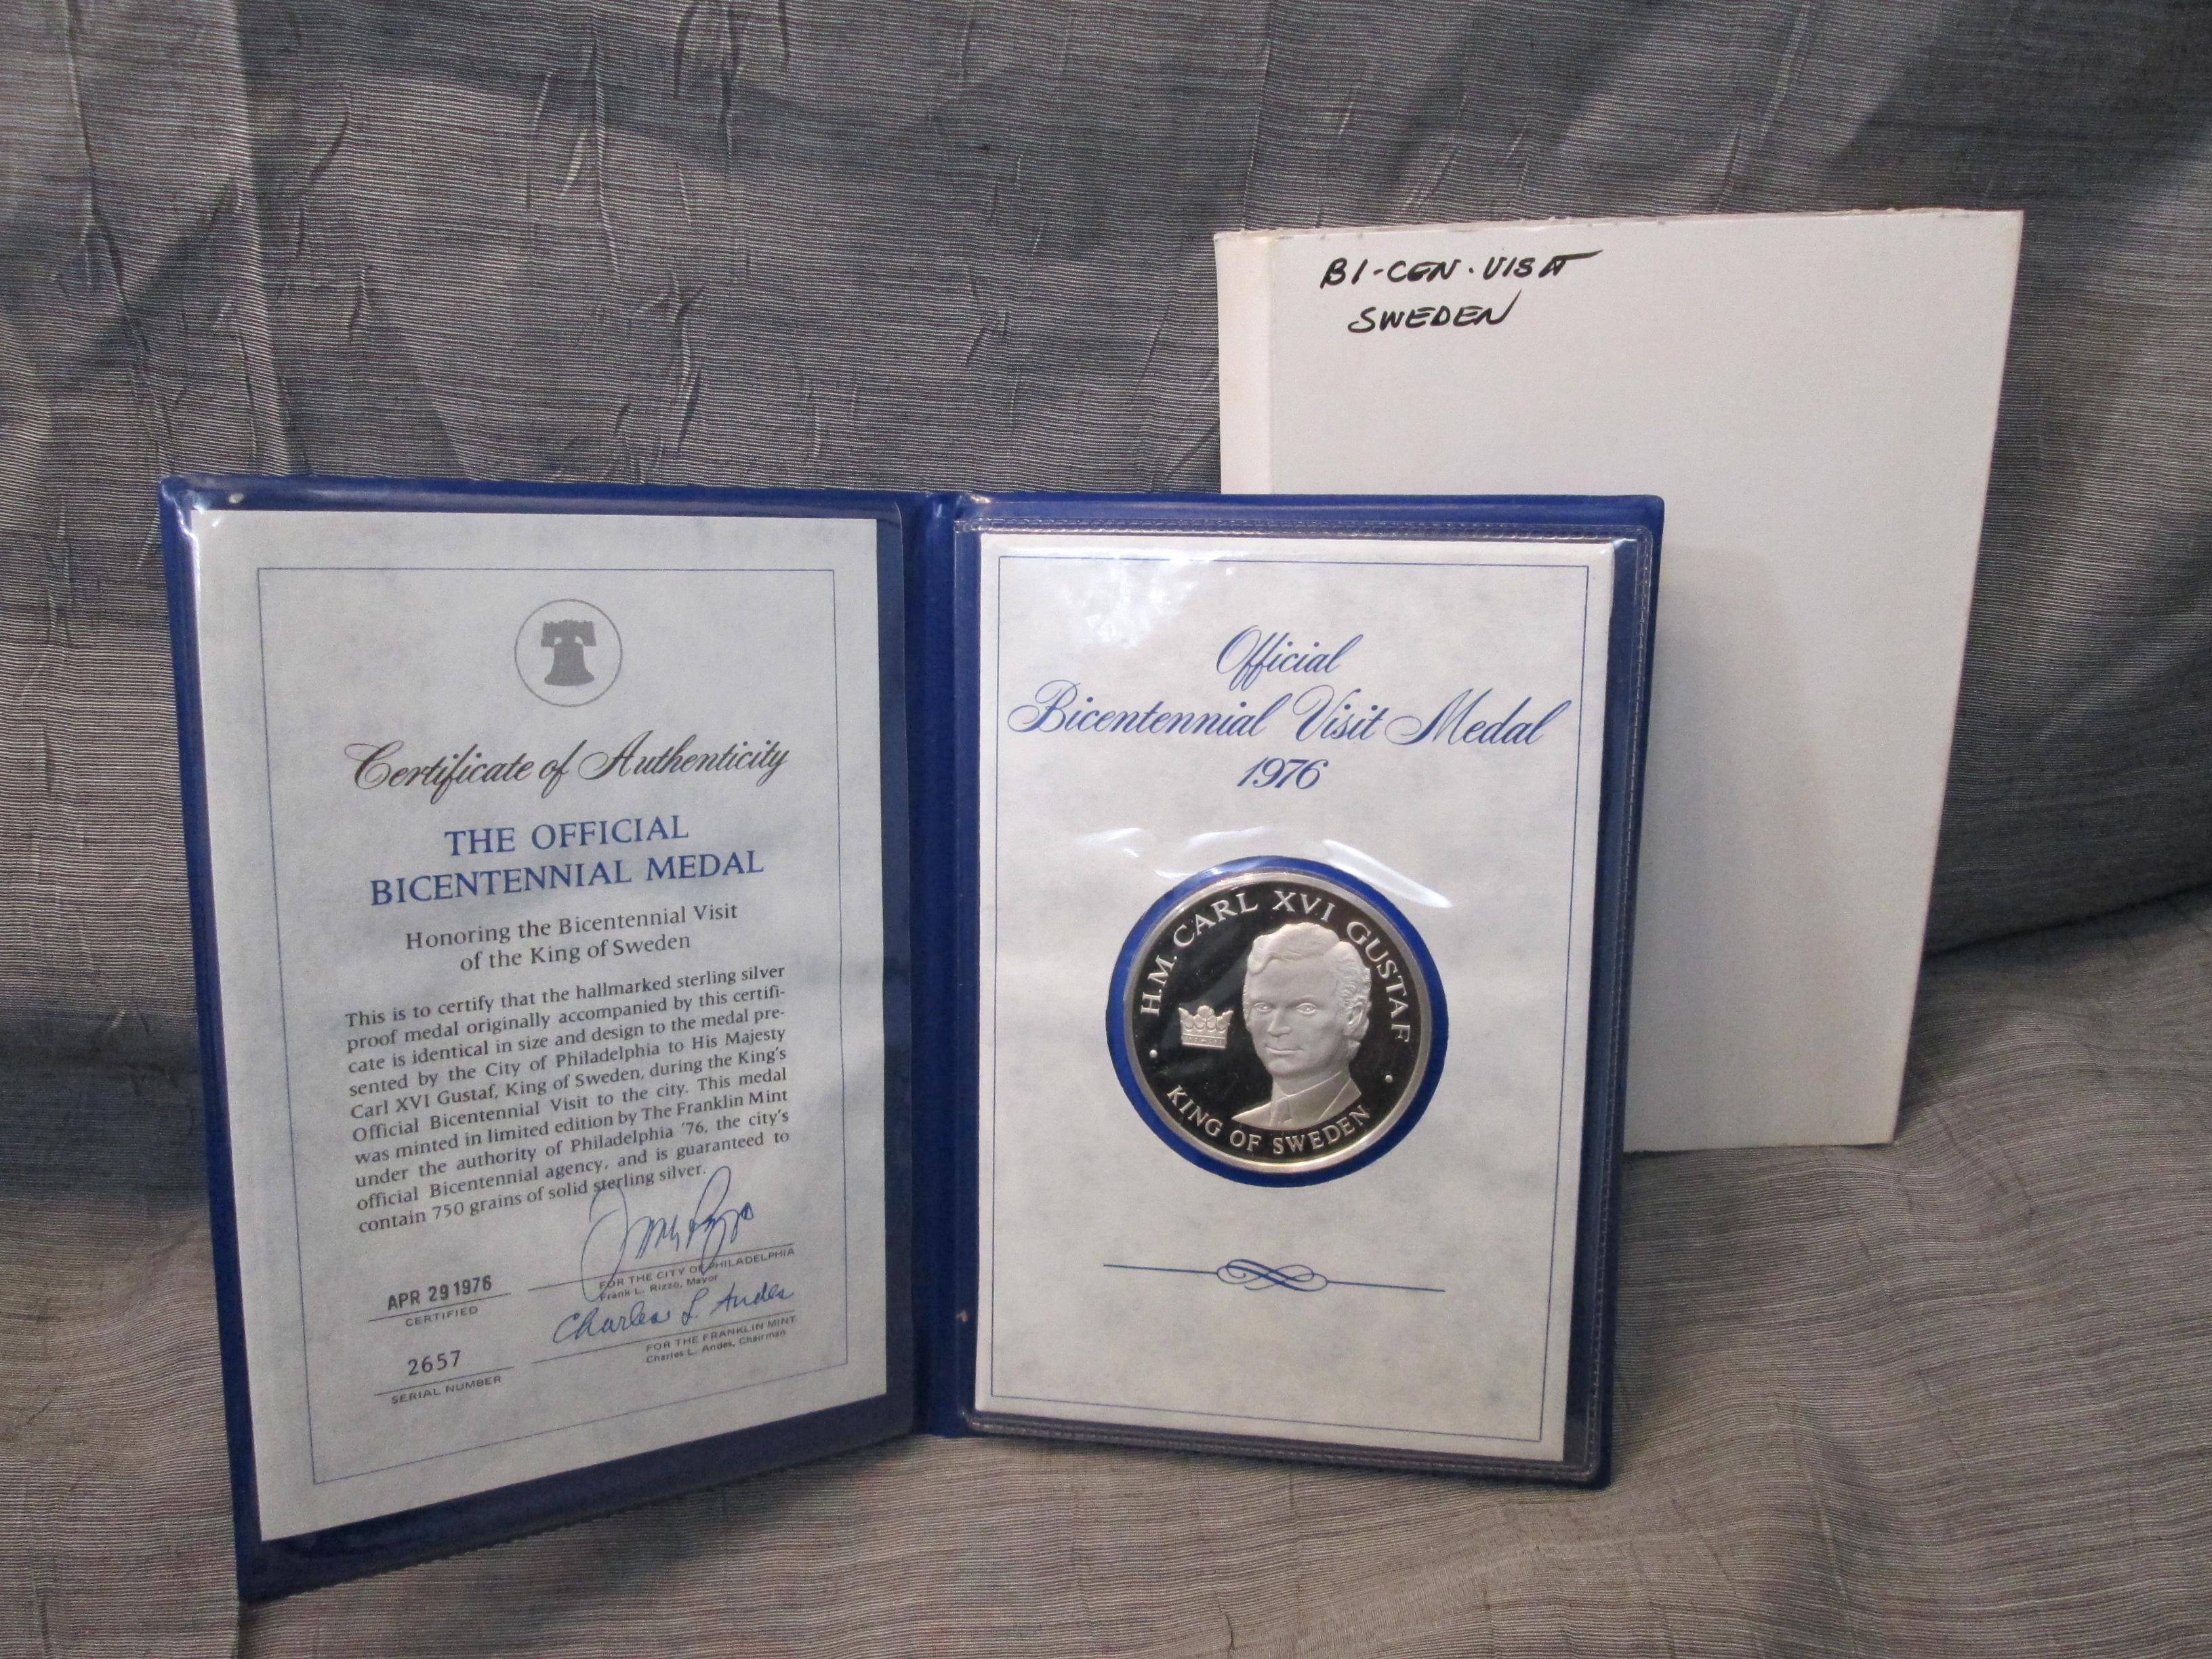 BI-CEN. VISIT
SWEDEN
Certificate of Authenticity
THE OFFICIAL
BICENTENNIAL MEDAL
Honoring the Bicentennial Visit
of the King of Sweden
This is to certify that the hallmarked sterling silver
proof medal originally accompanied by this certifi-
cate is identical in size and design to the medal pre-
sented by the City of Philadelphia to His Majesty
Carl XVI Gustaf, King of Sweden, during the King's
Official Bicentennial Visit to the city. This medal
was minted in limited edition by The Franklin Mint
under the authority of Philadelphia '76, the city's
official Bicentennial agency, and is guaranteed to
contain 750 grains of solid sterling silver.
APR 29 1976
CERTIFIED
FOR THE CITY OF PHILADELPHIA
Frank L. Rizzo, Mayor
Charles L. Andes
2657
SERIAL NUMBER
FOR THE FRANKLIN MINT
Charles L. Andes, Chairman
Official
Bicentennial Visit Medal
1976
H.M. CARL XVI GUSTAF
KING OF SWEDEN